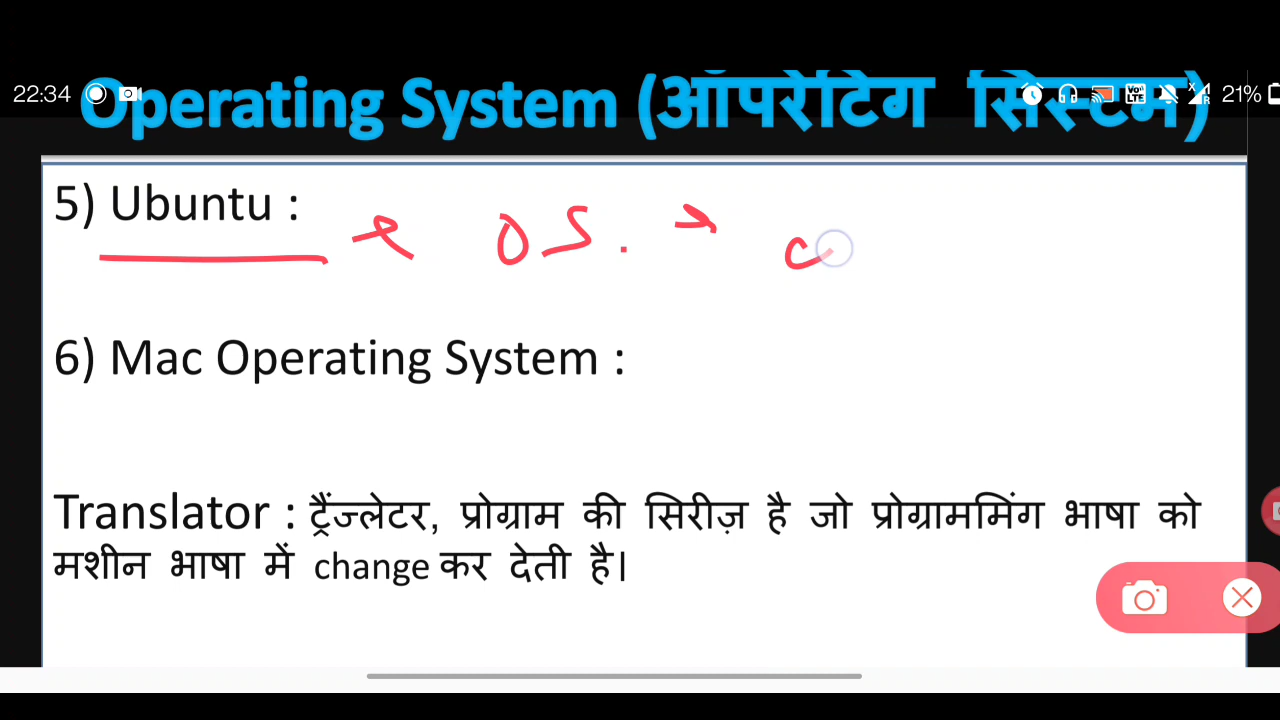 22:34 21%
Operating System (ऑपरेटिंग सिस्टम)
5) Ubuntu :
OS.
6) Mac Operating System :
Translator : ट्रैंज्लेटर, प्रोग्राम की सिरीज़ है जो प्रोग्राममिंग भाषा को
मशीन भाषा में change कर देती है।